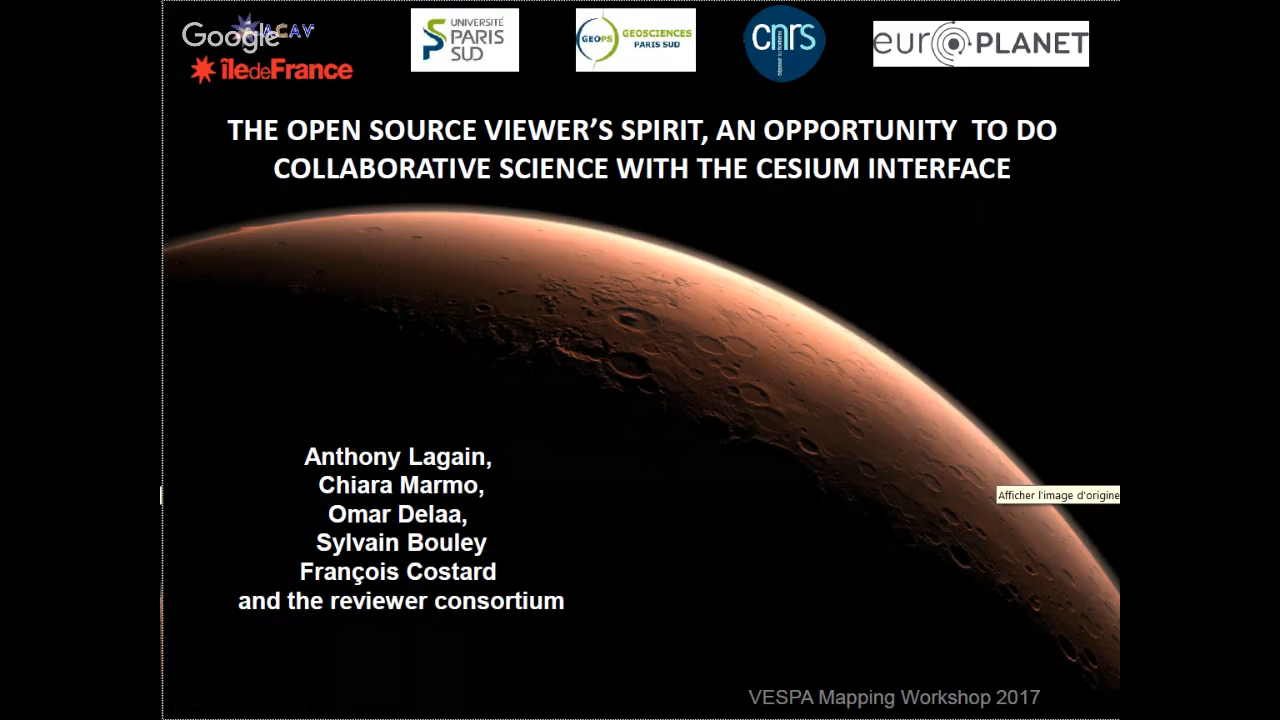 Google
ACAV
îledeFrance
UNIVERSITÉ
PARIS
SUD
GEOPS
GEOSCIENCES
PARIS SUD
cnrs
euroPLANET
THE OPEN SOURCE VIEWER'S SPIRIT, AN OPPORTUNITY TO DO
COLLABORATIVE SCIENCE WITH THE CESIUM INTERFACE
Anthony Lagain,
Chiara Marmo,
Omar Delaa,
Sylvain Bouley
François Costard
and the reviewer consortium
Afficher l'image d'origine
VESPA Mapping Workshop 2017